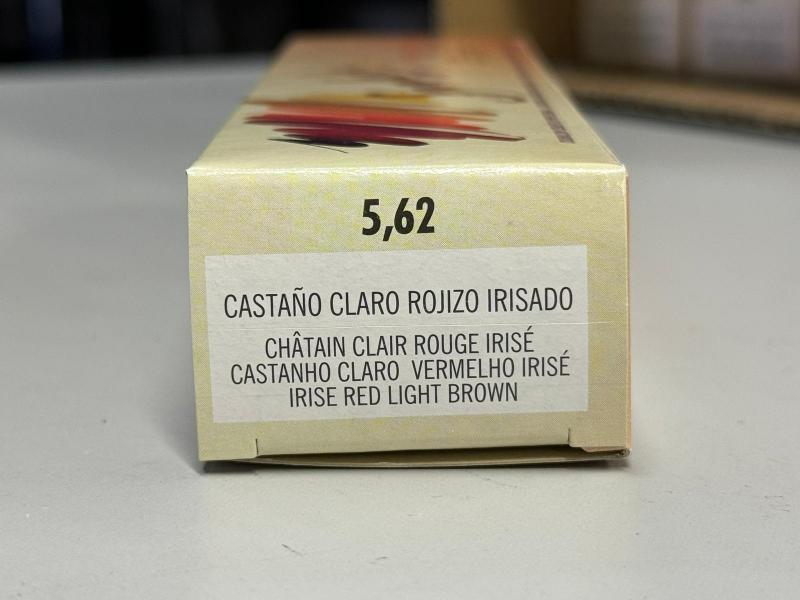 5,62
CASTAÑO CLARO ROJIZO IRISADO
CHÂTAIN CLAIR ROUGE IRISÉ
CASTANHO CLARO VERMELHO IRISÉ
IRISE RED LIGHT BROWN